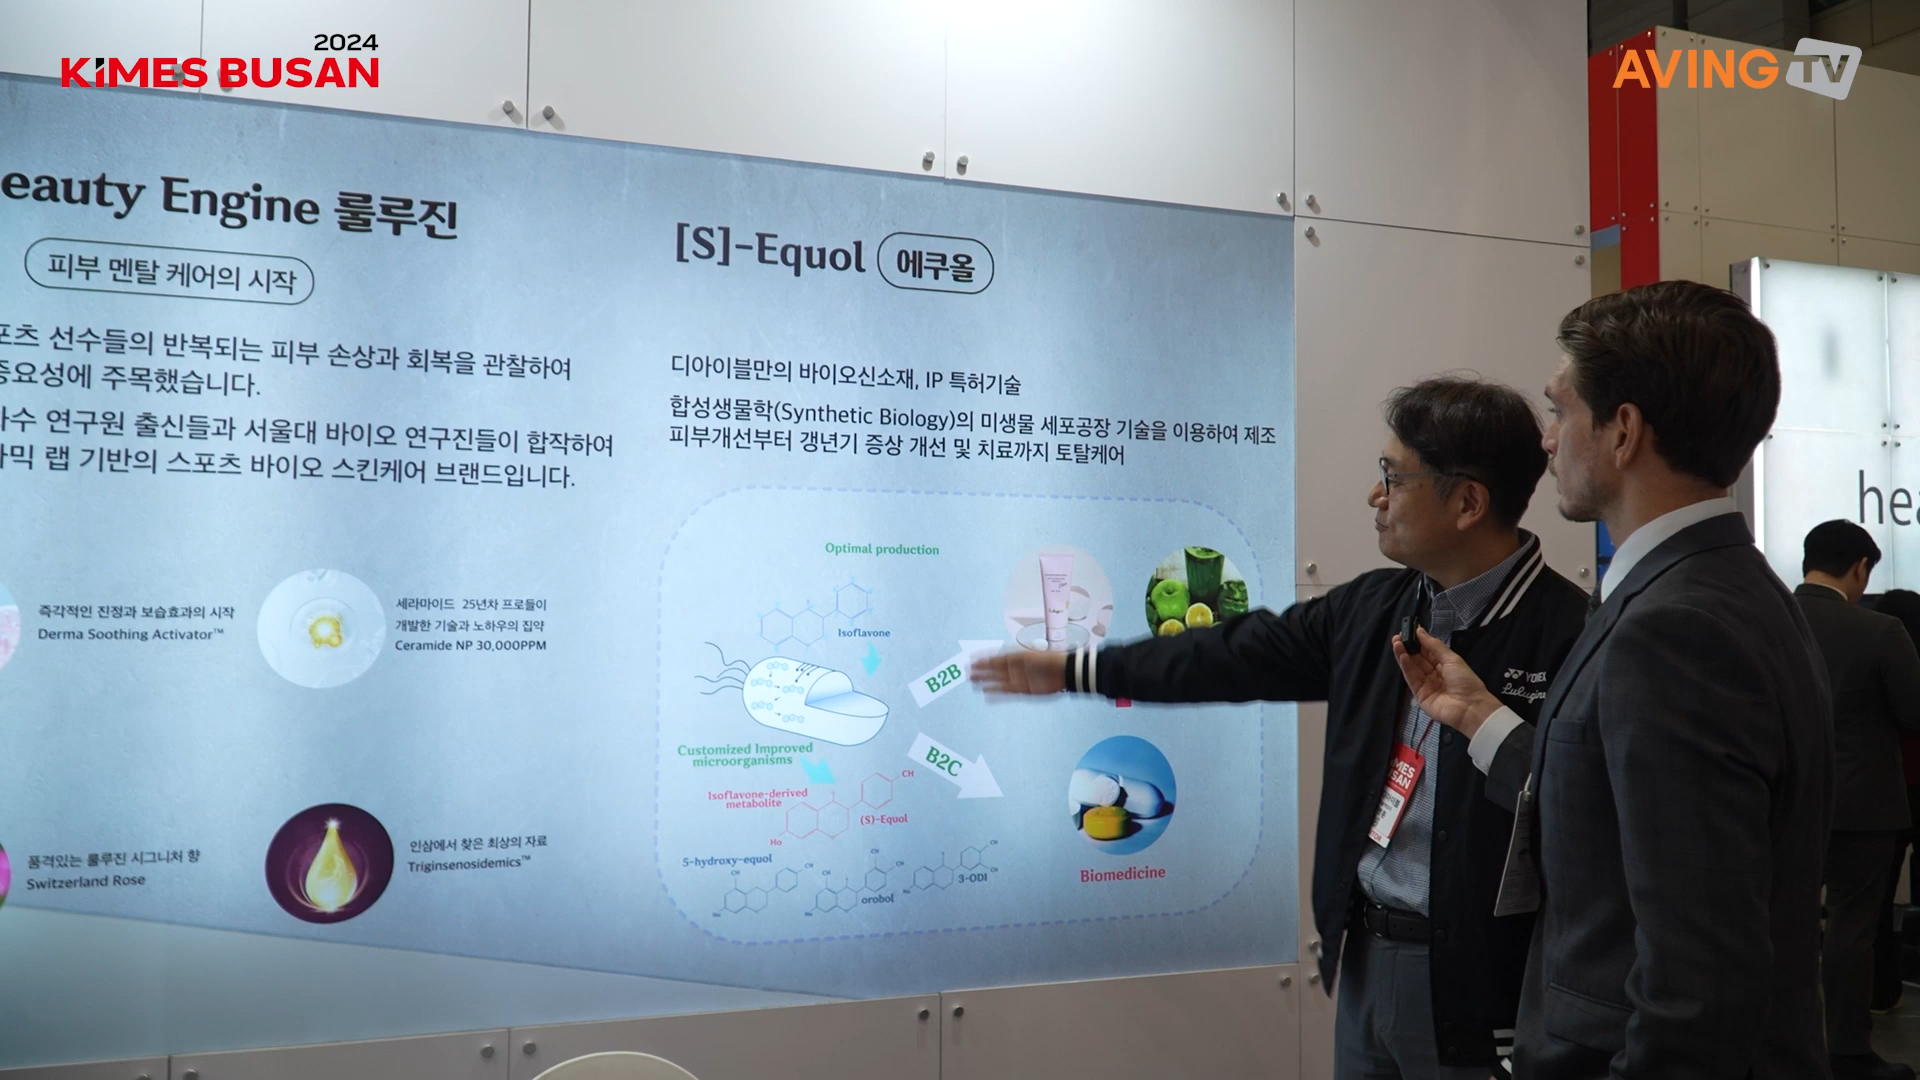 2024
KIMES BUSAN
AVING TV
eauty Engine 룰루진
피부 멘탈 케어의 시작
포츠 선수들의 반복되는 피부 손상과 회복을 관찰하여
중요성에 주목했습니다.
파수 연구원 출신들과 서울대 바이오 연구진들이 합작하여
믹 랩 기반의 스포츠 바이오 스킨케어 브랜드입니다.
즉각적인 진정과 보습효과의 시작
Derma Soothing Activator™
세라마이드 25년차 프로들이
개발한 기술과 노하우의 집약
Ceramide NP 30,000PPM
품격있는 룰루진 시그니처 향
Switzerland Rose
인삼에서 찾은 최상의 자료
Triginsenosidemics™
[S]-Equol 에쿠올
디아이블만의 바이오신소재, IP 특허기술
합성생물학(Synthetic Biology)의 미생물 세포공장 기술을 이용하여 제조
피부개선부터 갱년기 증상 개선 및 치료까지 토탈케어
Optimal production
Isoflavone
B2B
Customized Improved
microorganisms
B2C
Isoflavone-derived
metabolite
CH
(S)-Equol
Ho
5-hydroxy-equol
orobol
3-ODI
Biomedicine
YONEX
Lulugine
KIMES
BUSAN
hea